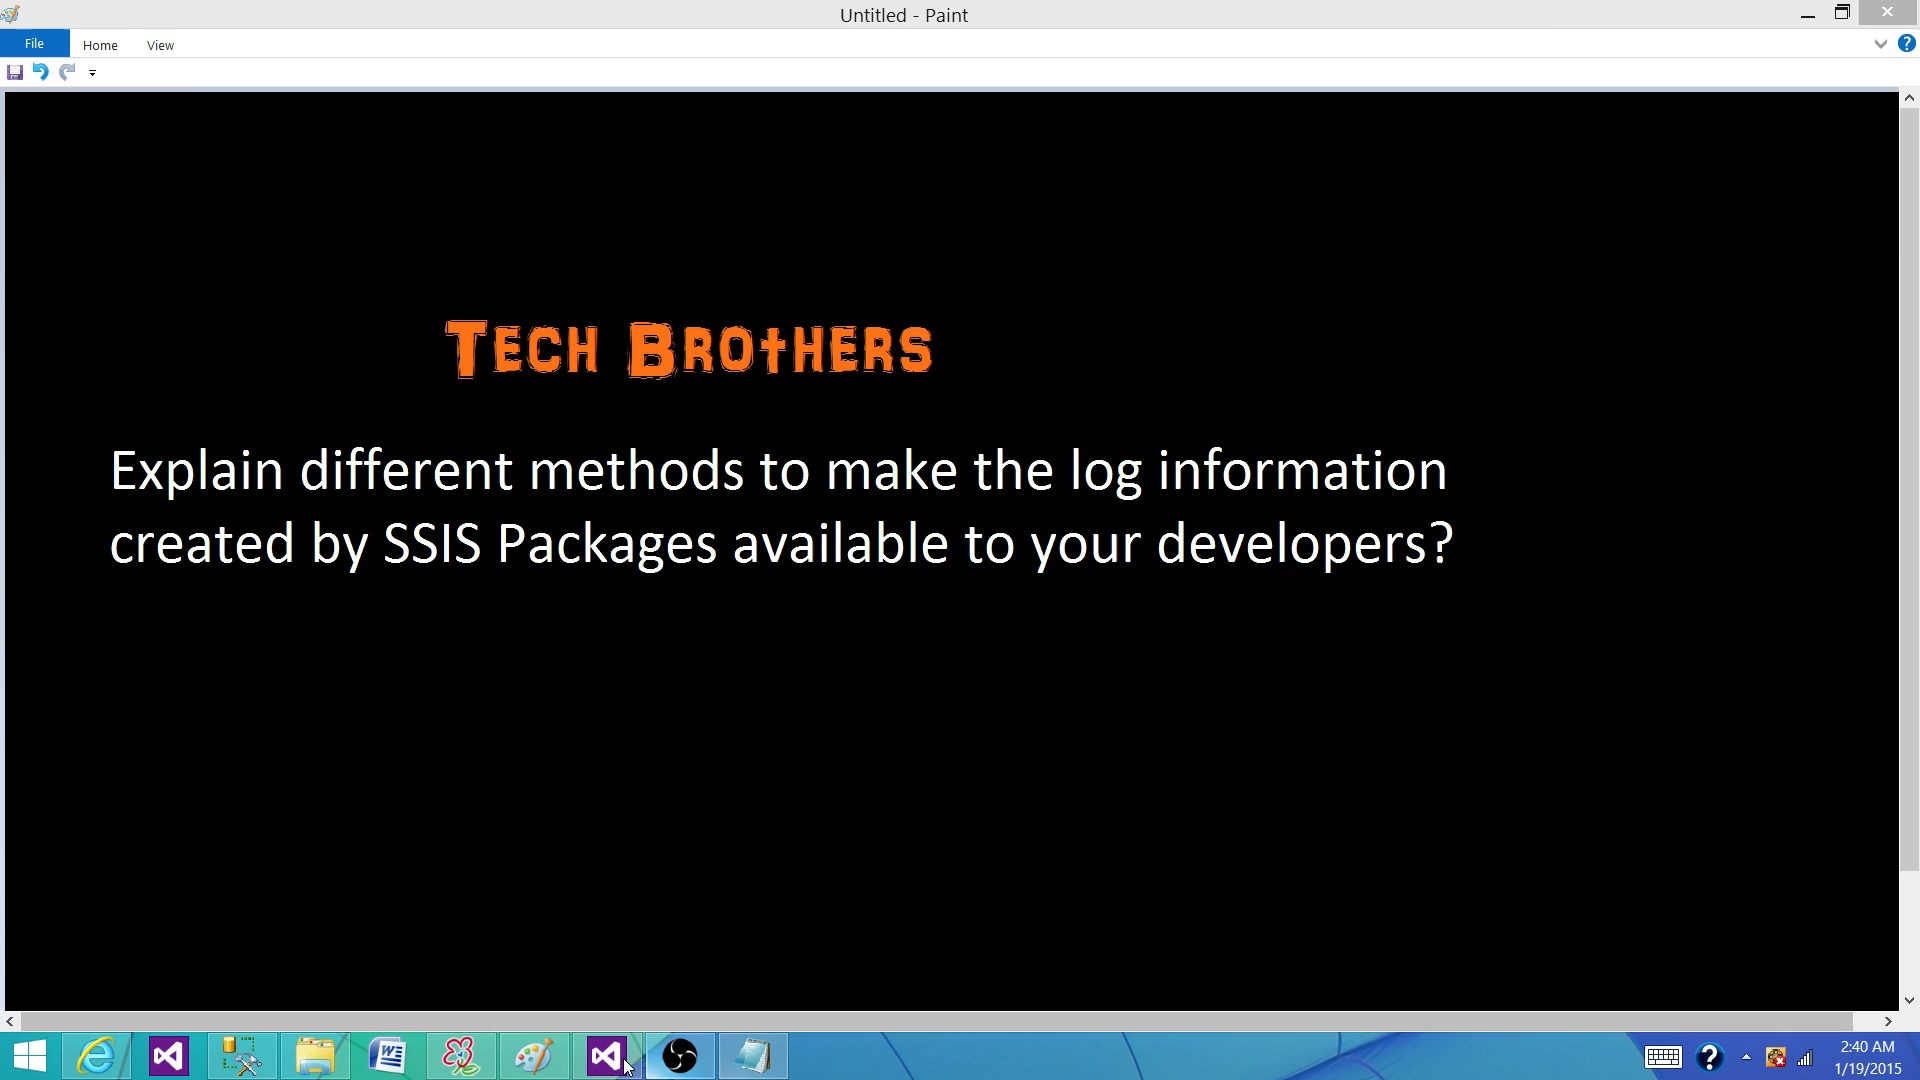 Untitled - Paint
File
Home
View
Tech Brothers
Explain different methods to make the log information
created by SSIS Packages available to your developers?
2:40 AM
1/19/2015